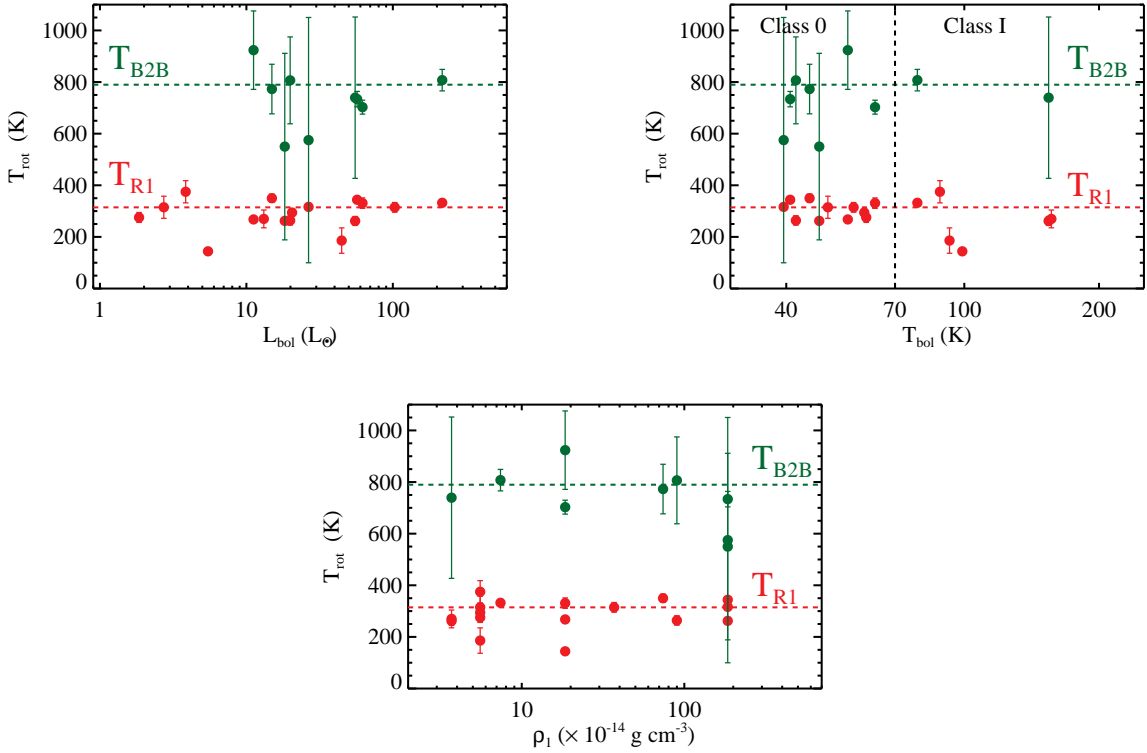 1000
800
600
400
200
0
T_B2B
T_R1
T_rot (K)
1 10 100
L_bol (L_⊙)
Class 0 Class I
1000
800
600
400
200
0
T_B2B
T_R1
T_rot (K)
40 70 100 200
T_bol (K)
1000
800
600
400
200
0
T_B2B
T_R1
T_rot (K)
10 100
ρ_1 (× 10^-14 g cm^-3)